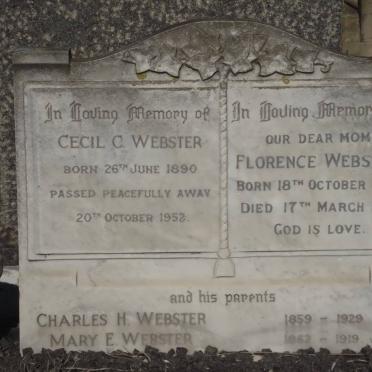 In Loving Memory of
CECIL C. WEBSTER
BORN 26TH JUNE 1890
PASSED PEACEFULLY AWAY
20TH OCTOBER 1952.
In Loving Memor
OUR DEAR MOM
FLORENCE WEBS
BORN 18TH OCTOBER
DIED 17TH MARCH
GOD IS LOVE.
and his parents
CHARLES H. WEBSTER 1859 - 1929
MARY E. WEBSTER 1862 - 1919